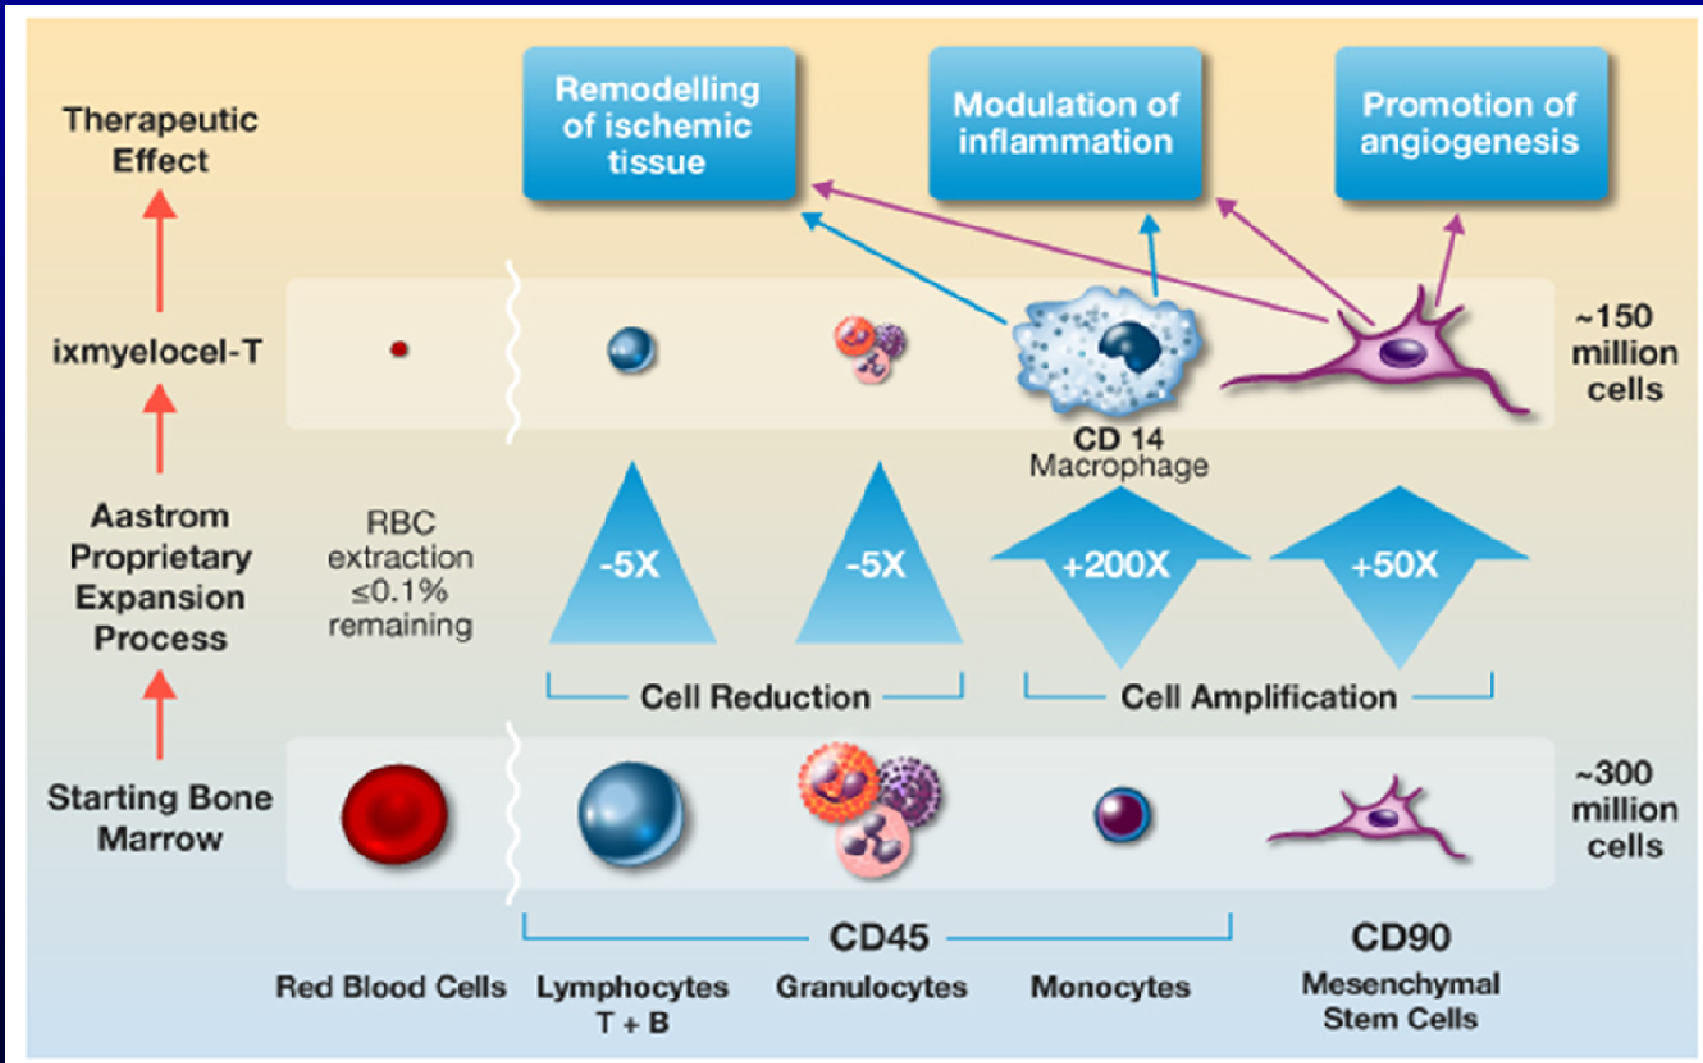 Remodelling
of ischemic
tissue
Modulation of
inflammation
Promotion of
angiogenesis
Therapeutic
Effect
ixmyelocel-T
~150
million
cells
CD 14
Macrophage
Aastrom
Proprietary
Expansion
Process
RBC
extraction
≤0.1%
remaining
-5X
-5X
+200X
+50X
Cell Reduction
Cell Amplification
Starting Bone
Marrow
~300
million
cells
CD45
CD90
Red Blood Cells
Lymphocytes
T + B
Granulocytes
Monocytes
Mesenchymal
Stem Cells